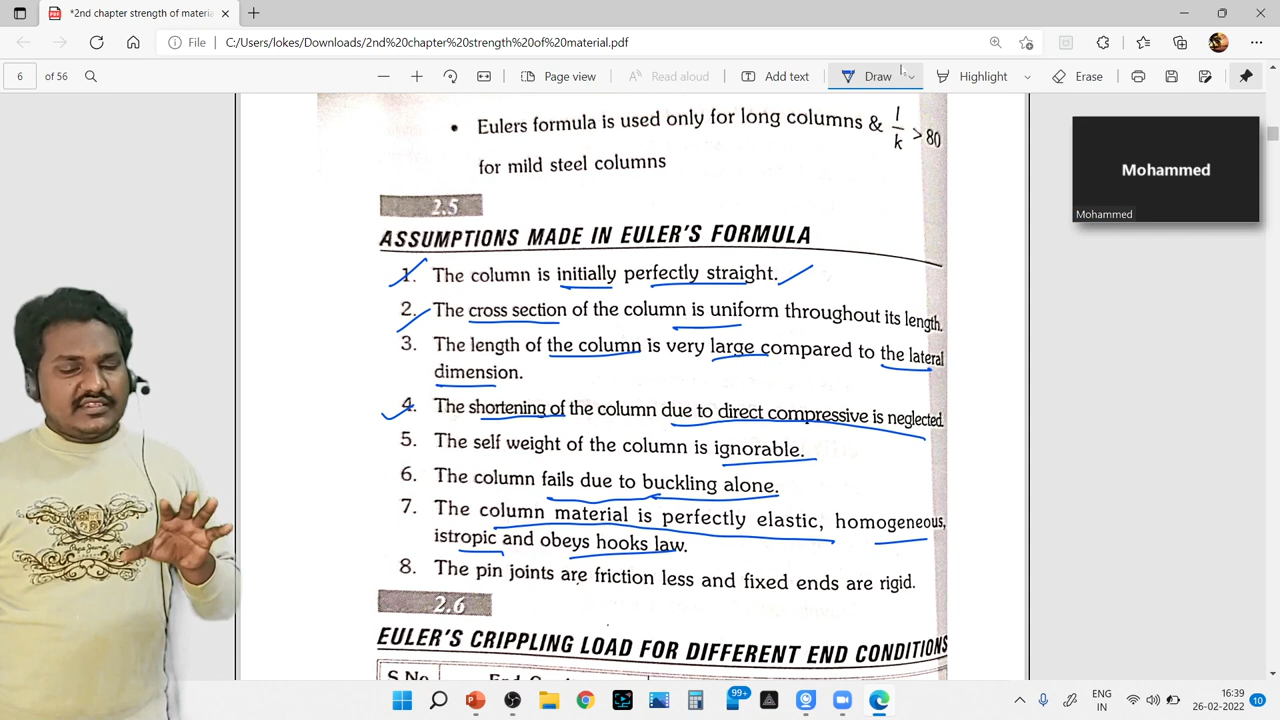 *2nd chapter strength of materia
File
C:/Users/lokes/Downloads/2nd%20chapter%20strength%20of%20material.pdf
6 of 56
Page view
Read aloud
Add text
Draw
Highlight
Erase
• Eulers formula is used only for long columns & l/k > 80
for mild steel columns
2.5
ASSUMPTIONS MADE IN EULER'S FORMULA
1. The column is initially perfectly straight.
2. The cross section of the column is uniform throughout its length.
3. The length of the column is very large compared to the lateral
dimension.
4. The shortening of the column due to direct compressive is neglected.
5. The self weight of the column is ignorable.
6. The column fails due to buckling alone.
7. The column material is perfectly elastic, homogeneous,
istropic and obeys hooks law.
8. The pin joints are friction less and fixed ends are rigid.
2.6
EULER'S CRIPPLING LOAD FOR DIFFERENT END CONDITIONS
S.No
Mohammed
Mohammed
99+
ENG
IN
16:39
26-02-2022
10